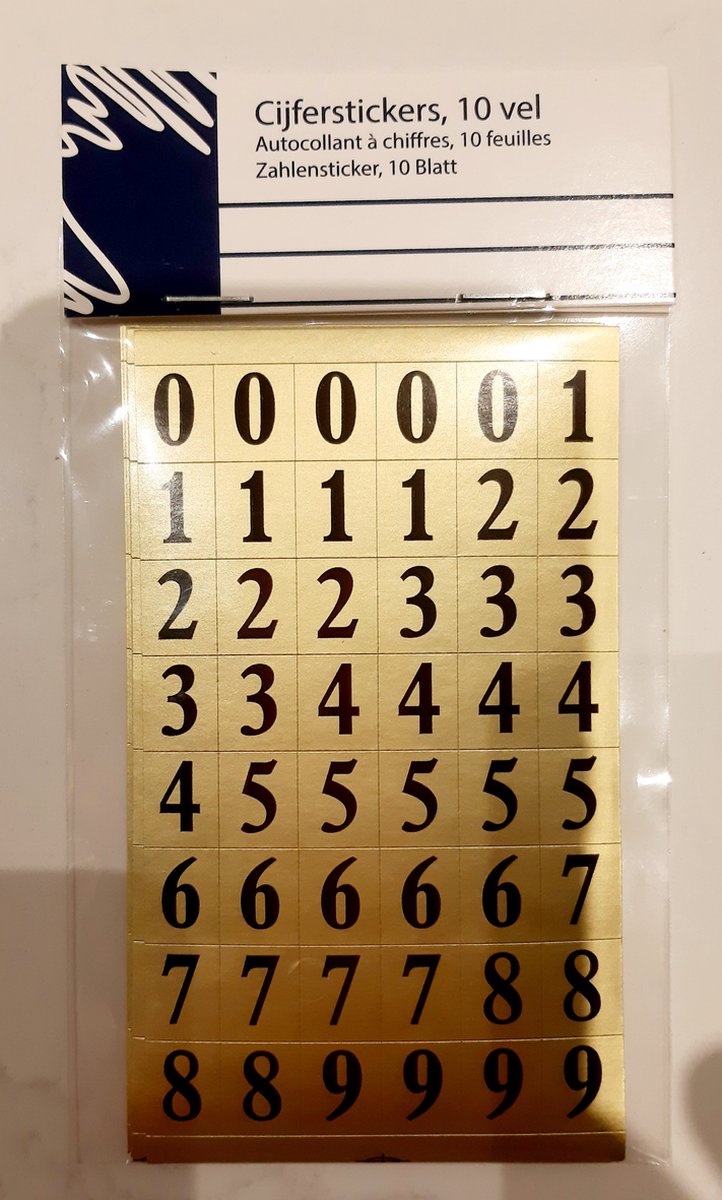 Cijferstickers, 10 vel
Autocollant à chiffres, 10 feuilles
Zahlensticker, 10 Blatt
0 0 0 0 0 1
1 1 1 1 2 2
2 2 2 3 3 3
3 3 4 4 4 4
4 5 5 5 5 5
6 6 6 6 6 7
7 7 7 7 8 8
8 8 9 9 9 9